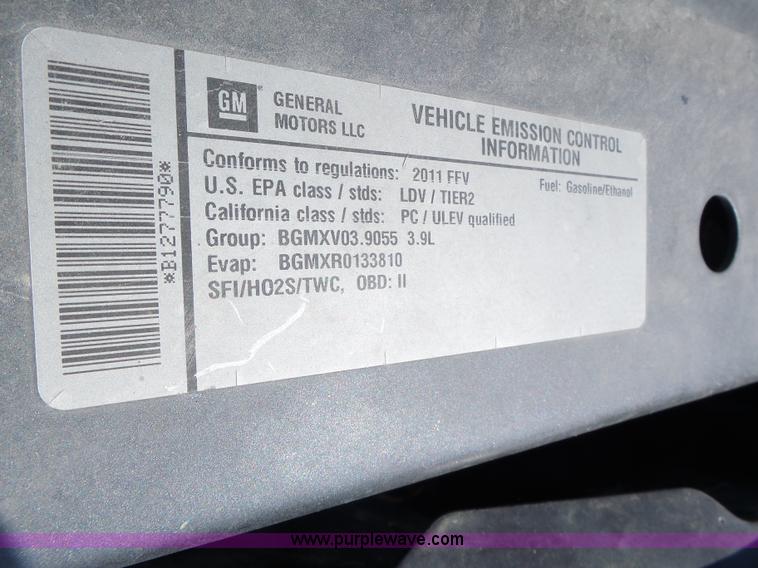 *B12777790*
GM
GENERAL
MOTORS LLC
VEHICLE EMISSION CONTROL
INFORMATION
Conforms to regulations: 2011 FFV
Fuel: Gasoline/Ethanol
U.S. EPA class / stds: LDV / TIER2
California class / stds: PC / ULEV qualified
Group: BGMXV03.9055 3.9L
Evap: BGMXR0133810
SFI/HO2S/TWC, OBD: II
www.purplewave.com